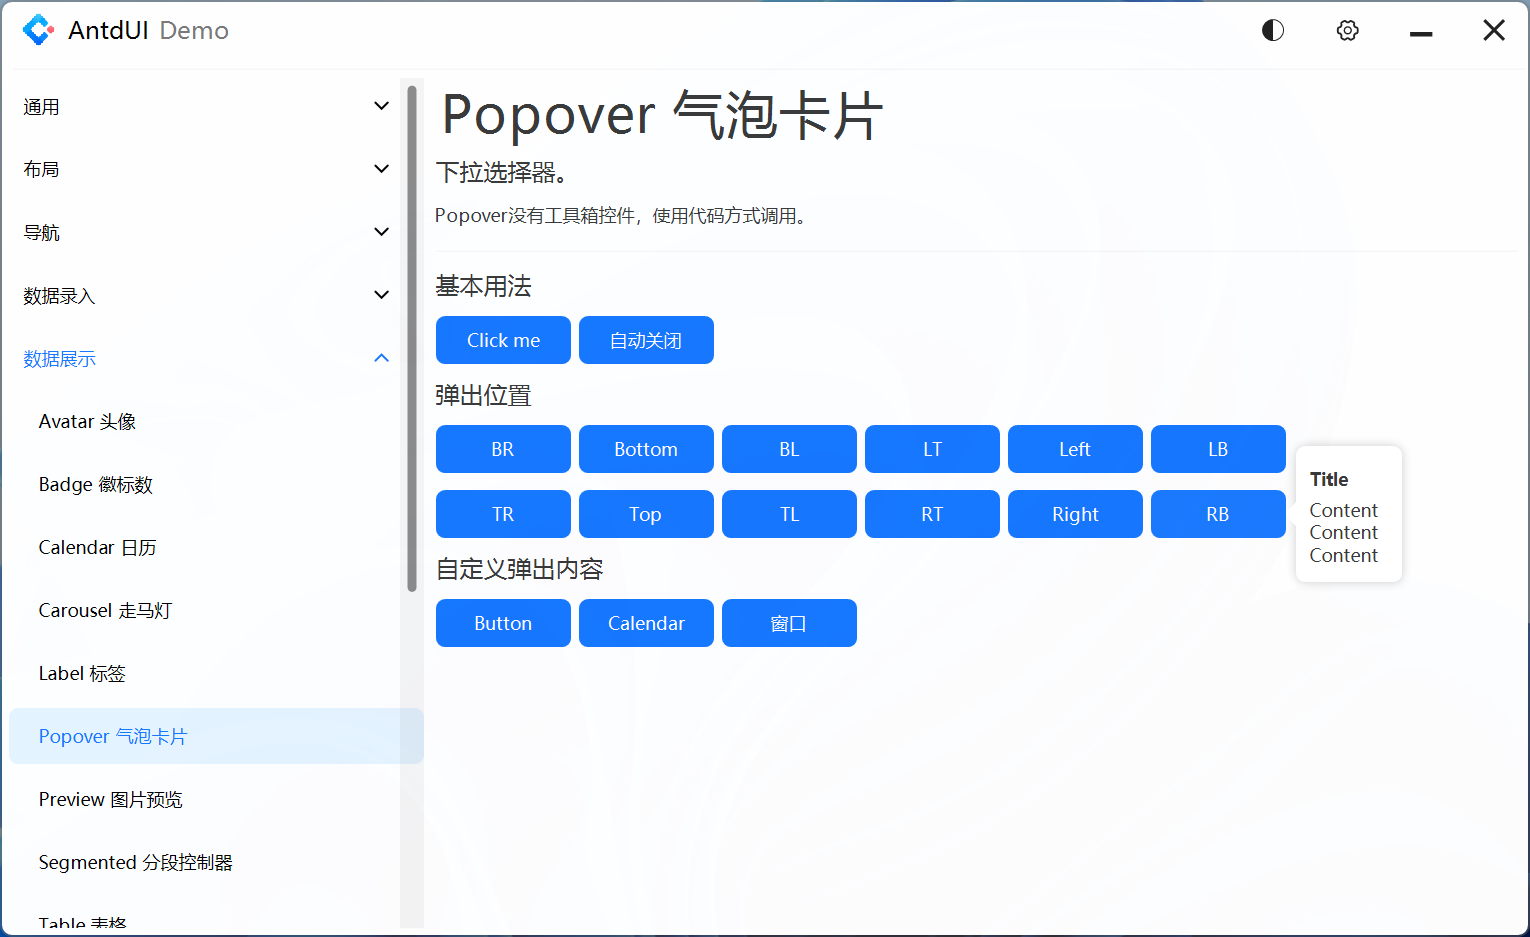 AntdUI Demo
通用
布局
导航
数据录入
数据展示
Avatar 头像
Badge 徽标数
Calendar 日历
Carousel 走马灯
Label 标签
Popover 气泡卡片
Preview 图片预览
Segmented 分段控制器
Table 表格
Popover 气泡卡片
下拉选择器。
Popover没有工具箱控件，使用代码方式调用。
基本用法
Click me 自动关闭
弹出位置
BR Bottom BL LT Left LB
TR Top TL RT Right RB
Title
Content
Content
Content
自定义弹出内容
Button Calendar 窗口